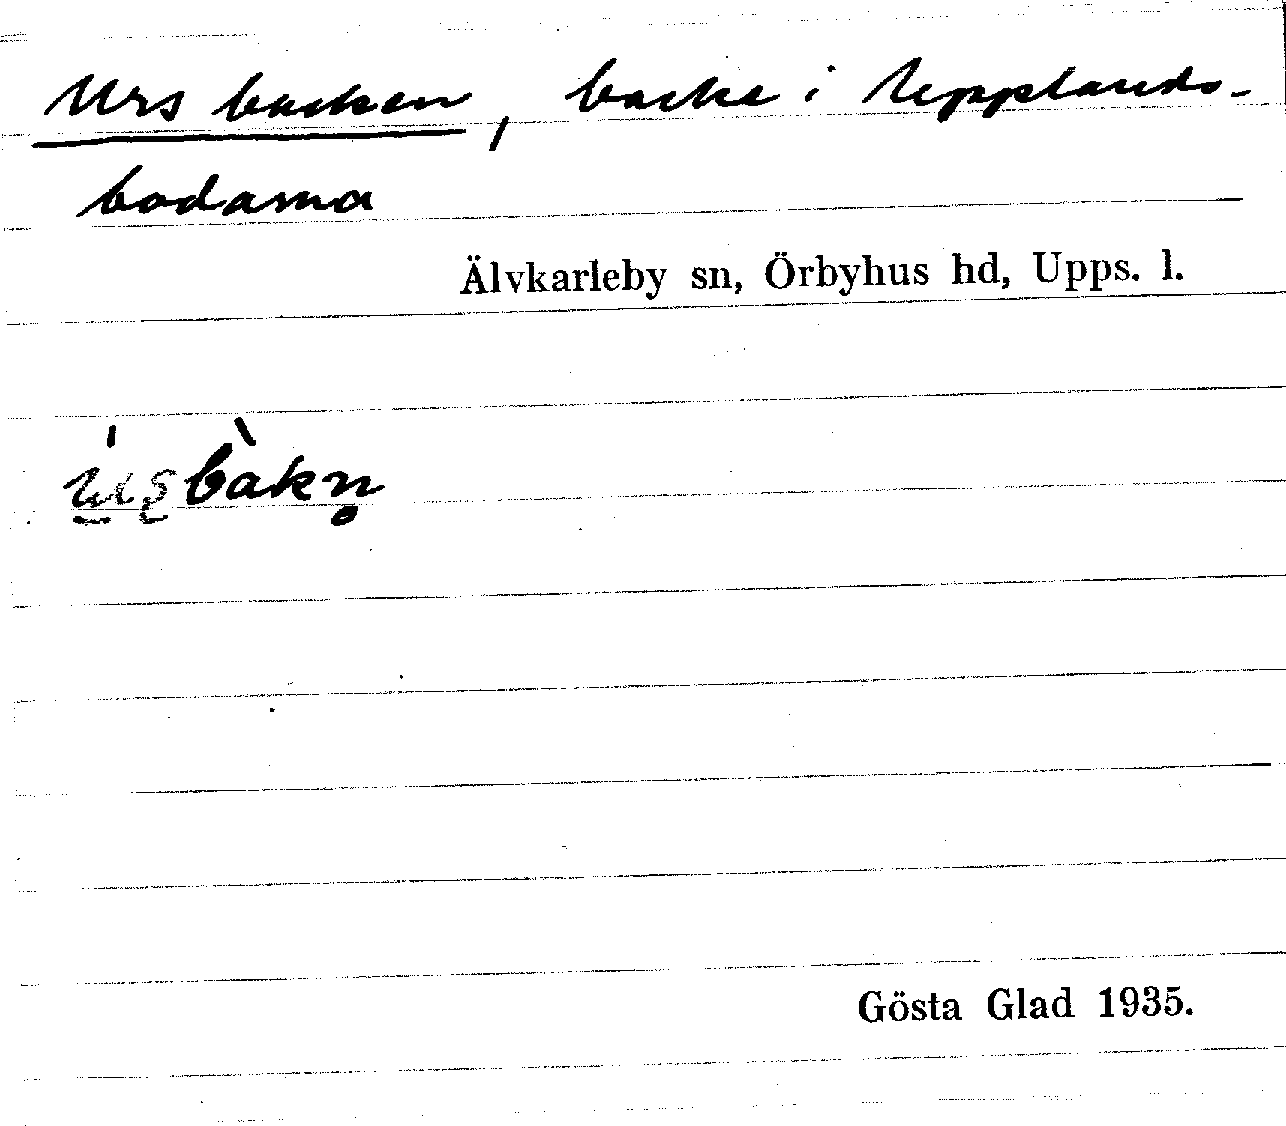 Urs backen, backe i Upplands-
bodarna
Älvkarleby sn, Örbyhus hd, Upps. l.
Gösta Glad 1935.